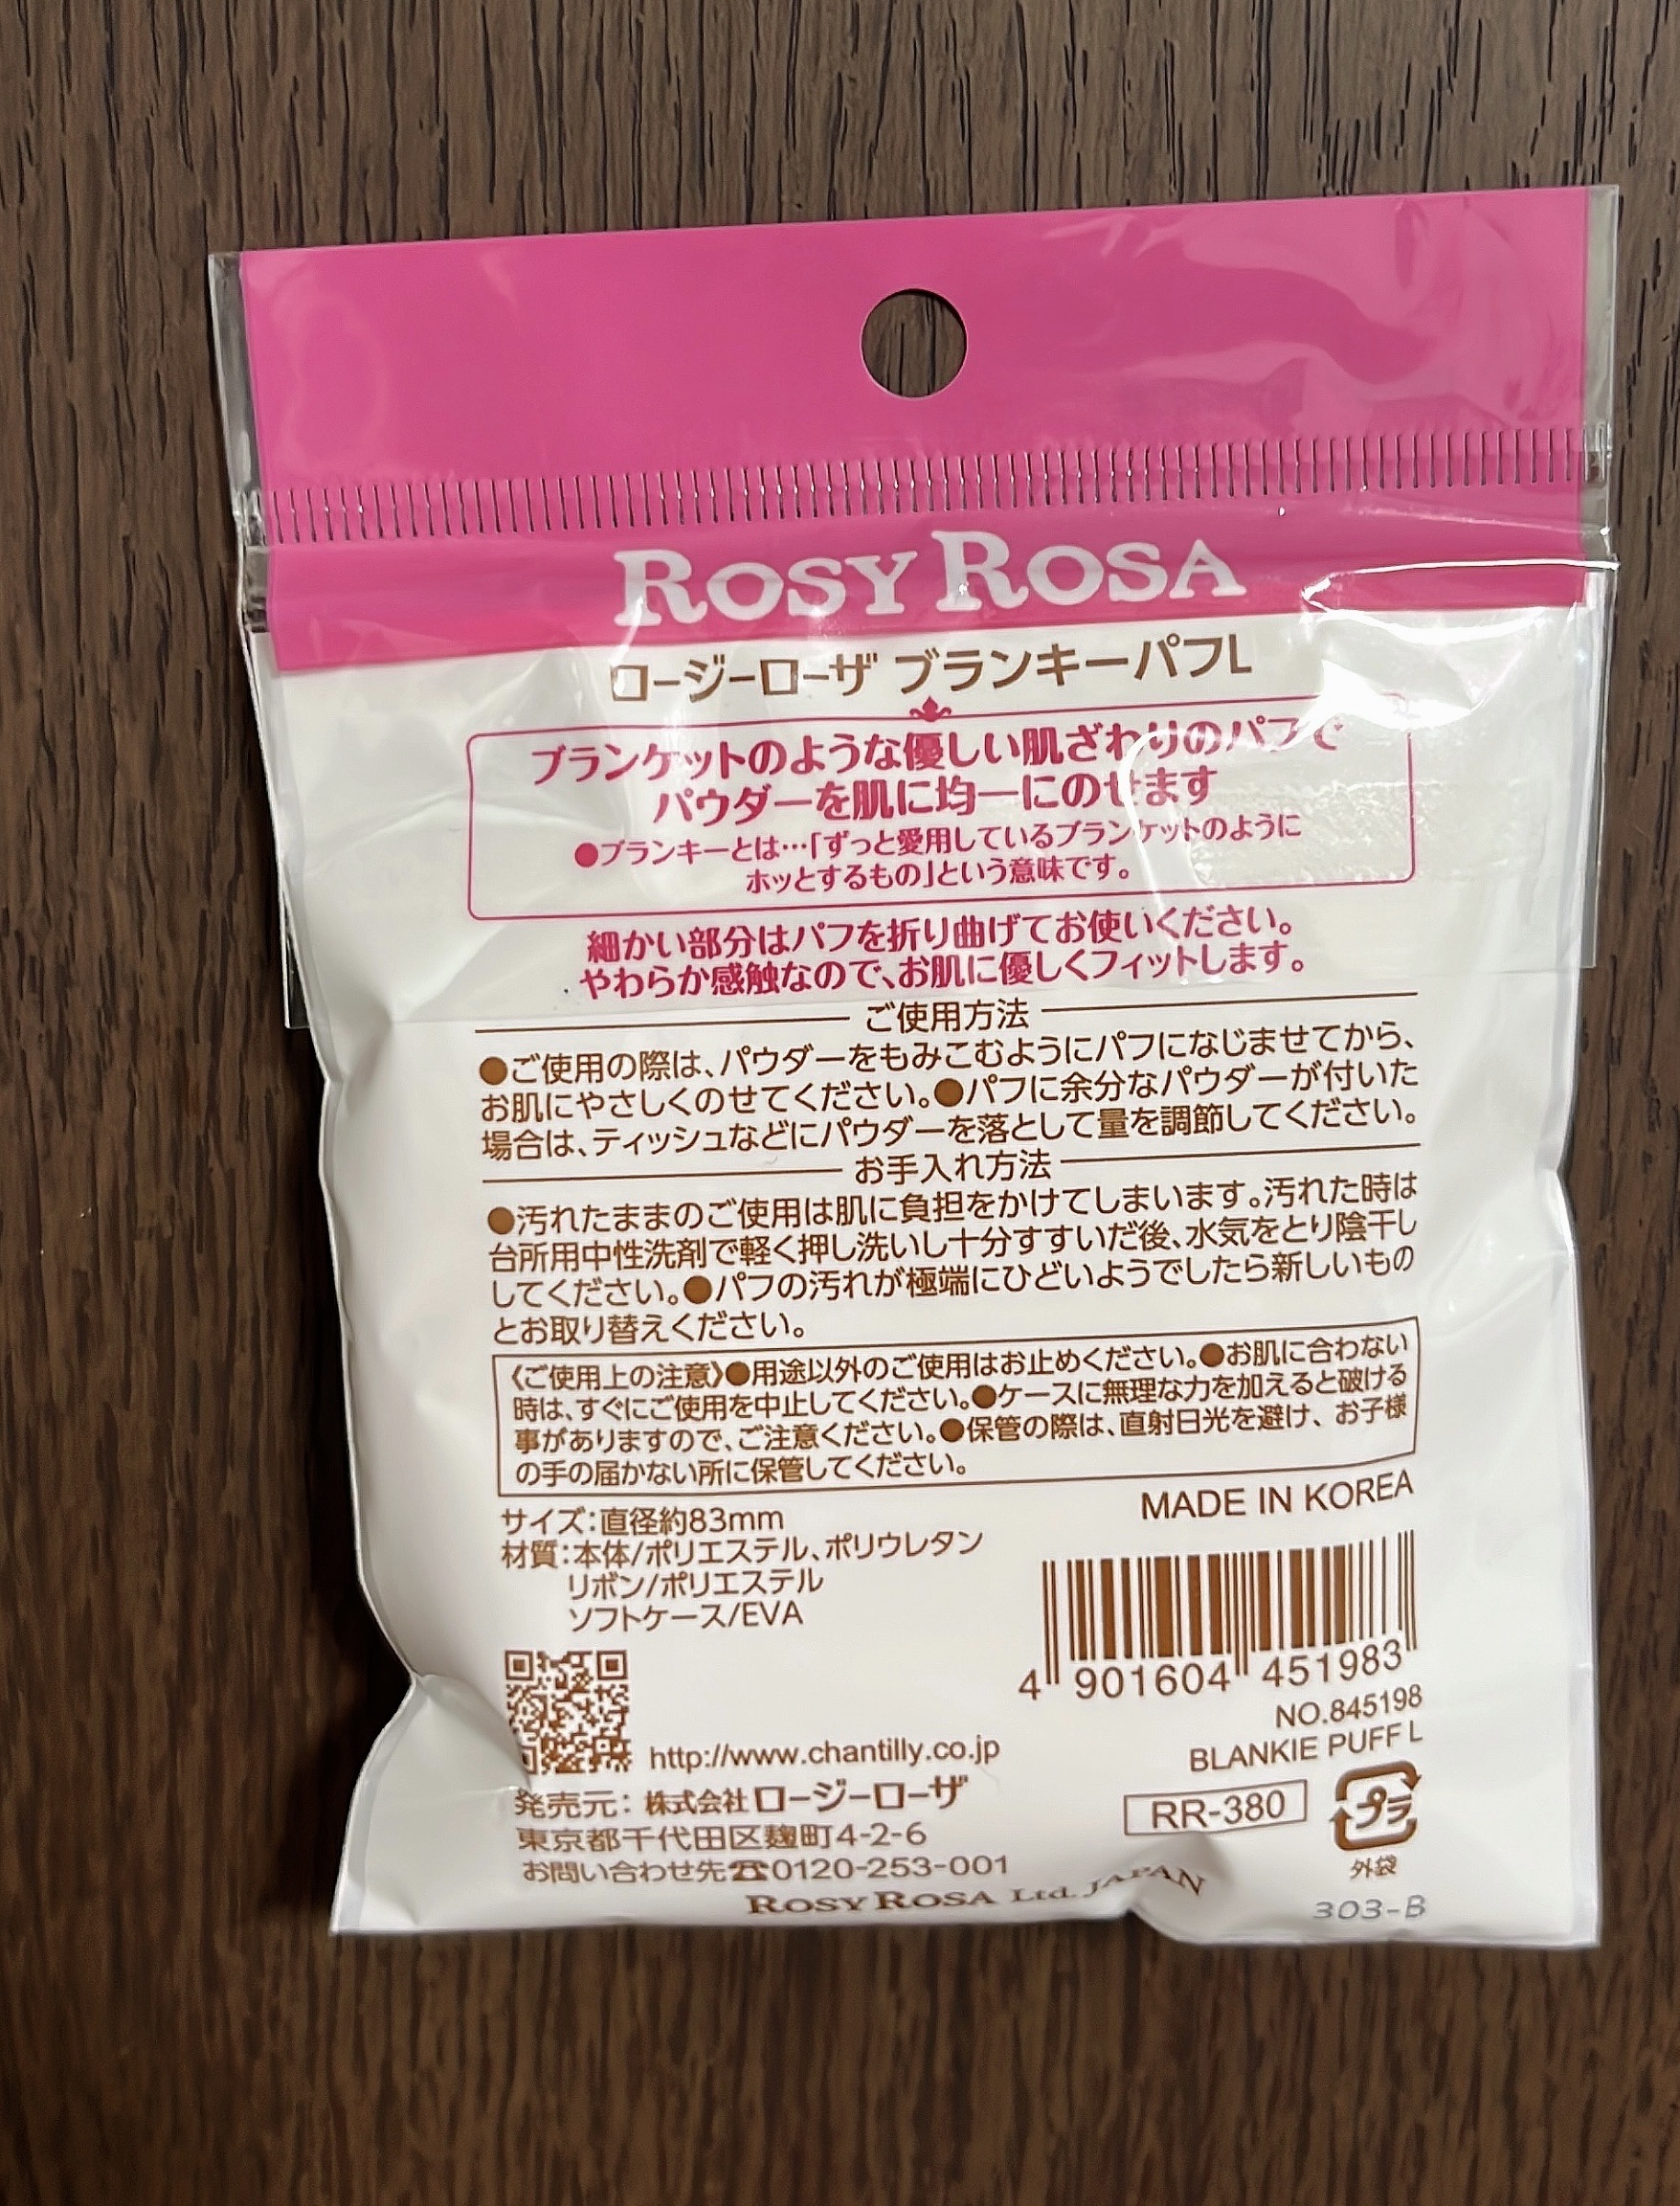 ROSY ROSA
ロージーローザ ブランキーパフL
ブランケットのような優しい肌ざわりのパフで
パウダーを肌に均一にのせます
●ブランキーとは…「ずっと愛用しているブランケットのように
ホッとするもの」という意味です。
細かい部分はパフを折り曲げてお使いください。
やわらか感触なので、お肌に優しくフィットします。
ご使用方法
●ご使用の際は、パウダーをもみこむようにパフになじませてから、
お肌にやさしくのせてください。●パフに余分なパウダーが付いた
場合は、ティッシュなどにパウダーを落として量を調節してください。
お手入れ方法
●汚れたままのご使用は肌に負担をかけてしまいます。汚れた時は
台所用中性洗剤で軽く押し洗いし十分すすいだ後、水気をとり陰干し
してください。●パフの汚れが極端にひどいようでしたら新しいもの
とお取り替えください。
《ご使用上の注意》●用途以外のご使用はお止めください。●お肌に合わない
時は、すぐにご使用を中止してください。●ケースに無理な力を加えると破ける
事がありますので、ご注意ください。●保管の際は、直射日光を避け、お子様
の手の届かない所に保管してください。
サイズ：直径約83mm
材質：本体/ポリエステル、ポリウレタン
リボン/ポリエステル
ソフトケース/EVA
MADE IN KOREA
4 901604 451983
NO.845198
BLANKIE PUFF L
http://www.chantilly.co.jp
発売元：株式会社ロージーローザ
東京都千代田区麹町4-2-6
お問い合わせ先☎0120-253-001
ROSY ROSA Ltd. JAPAN
RR-380
プラ
外袋
303-B